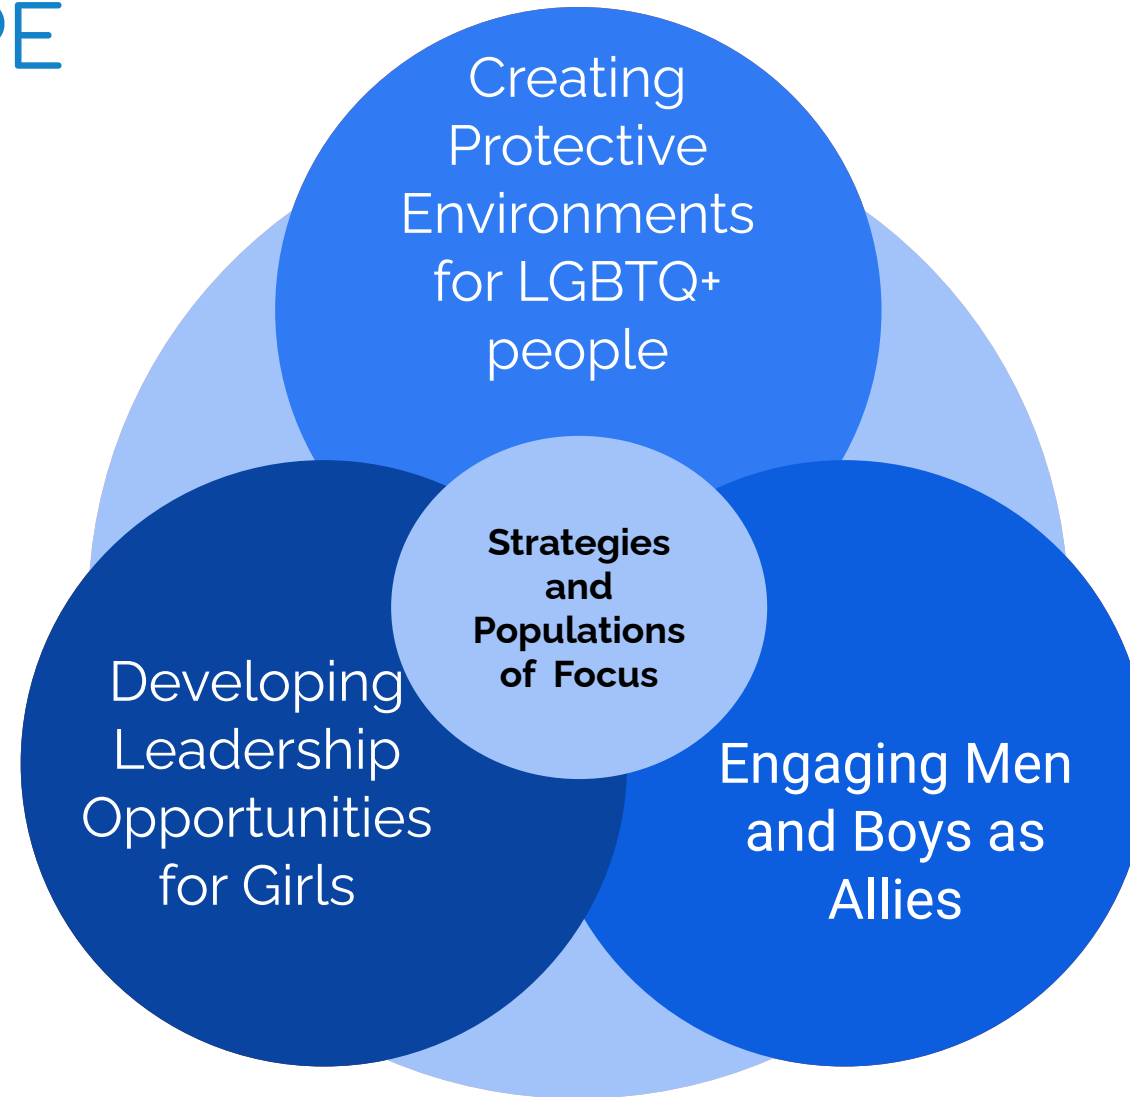 PE
Creating
Protective
Environments
for LGBTQ+
people
Strategies
and
Populations
of Focus
Developing
Leadership
Opportunities
for Girls
Engaging Men
and Boys as
Allies